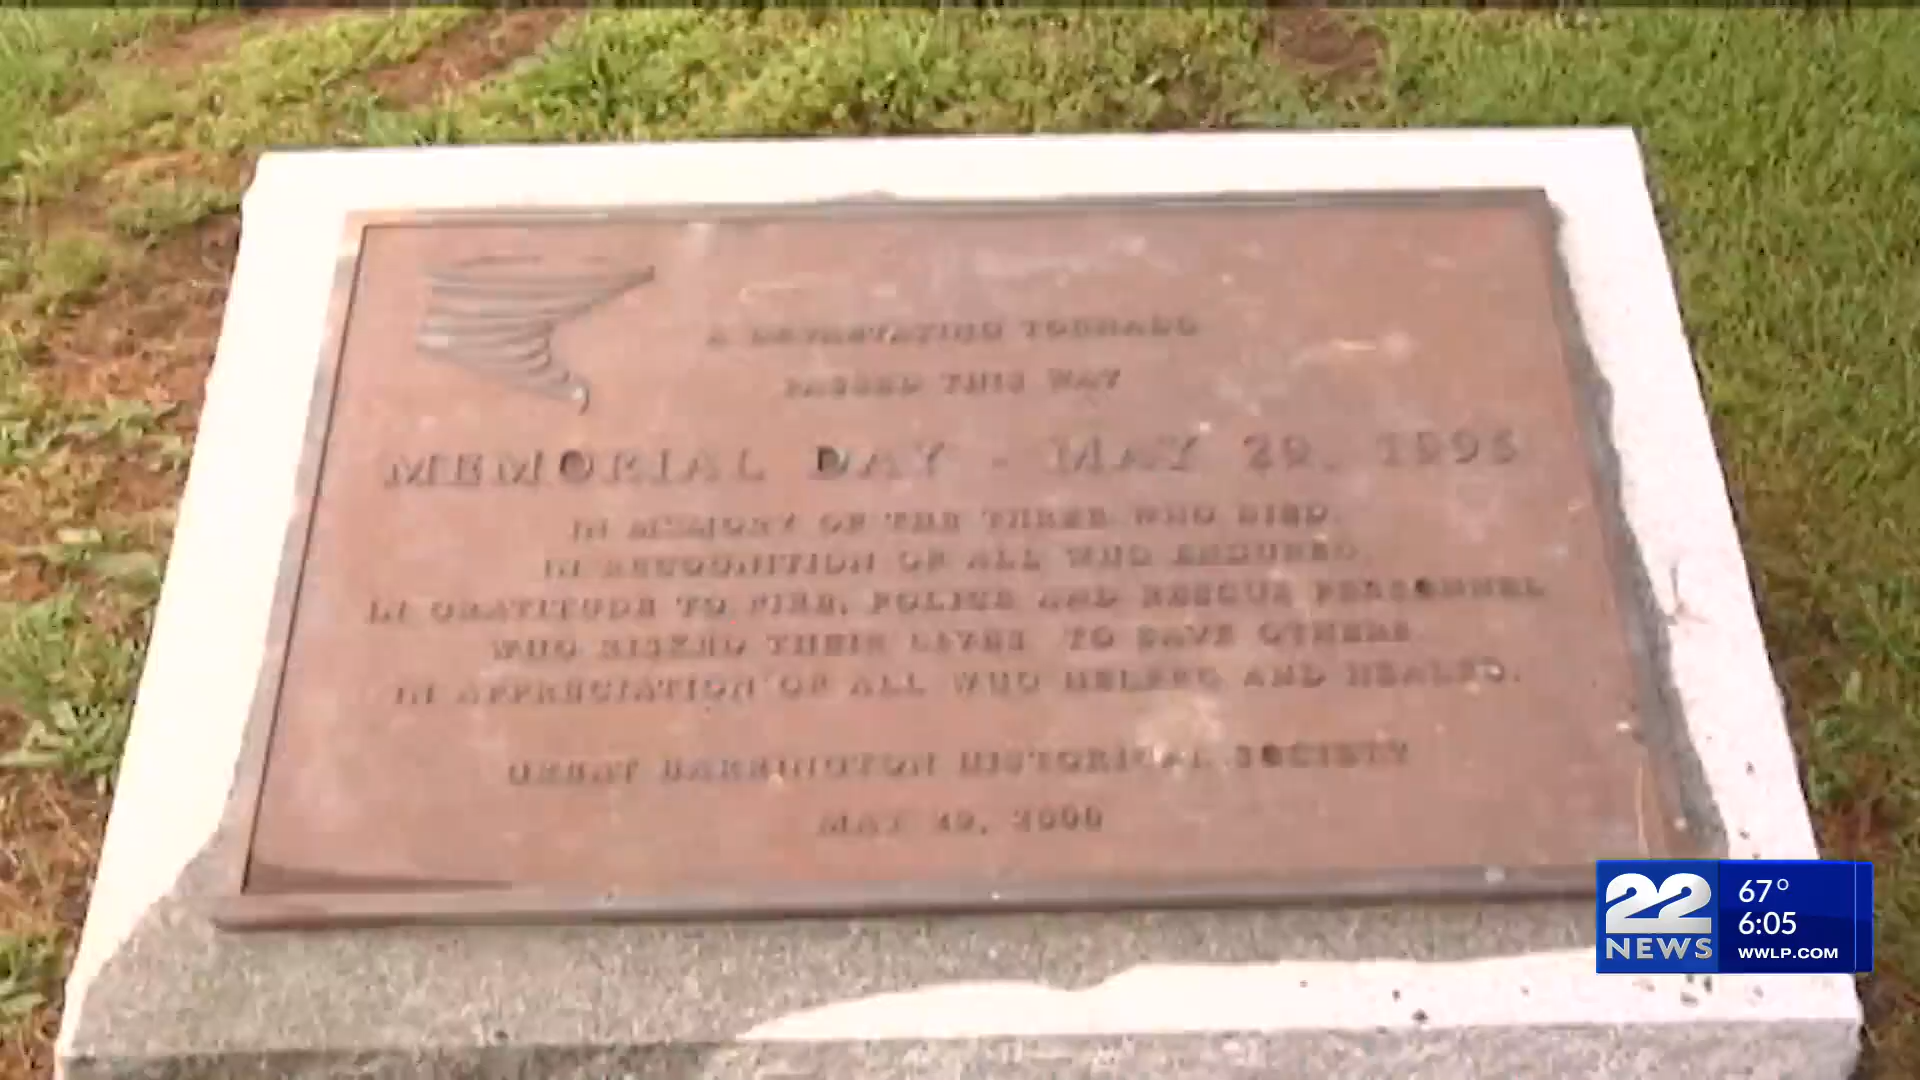 A DEVASTATING TORNADO
PASSED THIS WAY
MEMORIAL DAY - MAY 29, 1995
IN MEMORY OF THE THREE WHO DIED.
IN RECOGNITION OF ALL WHO ENDURED.
IN GRATITUDE TO FIRE, POLICE AND RESCUE PERSONNEL
WHO RISKED THEIR LIVES TO SAVE OTHERS.
IN APPRECIATION OF ALL WHO HELPED AND HEALED.
GREAT BARRINGTON HISTORICAL SOCIETY
MAY 29, 2000
22 NEWS
67°
6:05
WWLP.COM